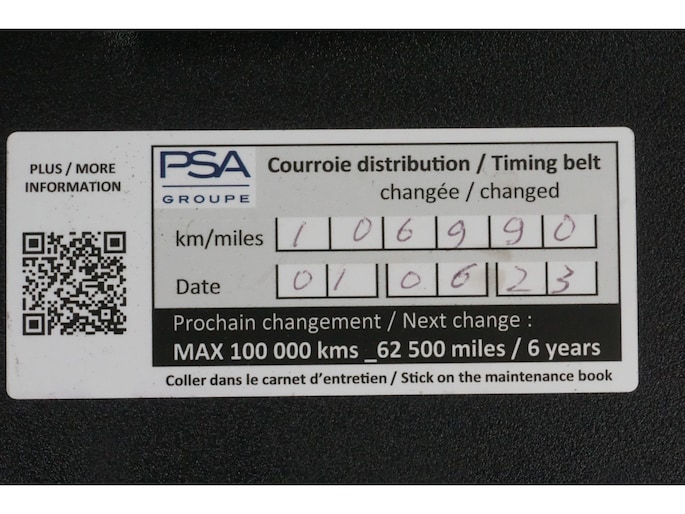 PLUS / MORE
INFORMATION
PSA
GROUPE
Courroie distribution / Timing belt
changée / changed
km/miles 1 0 6 9 9 0
Date 01 06 23
Prochain changement / Next change :
MAX 100 000 kms _62 500 miles / 6 years
Coller dans le carnet d'entretien / Stick on the maintenance book